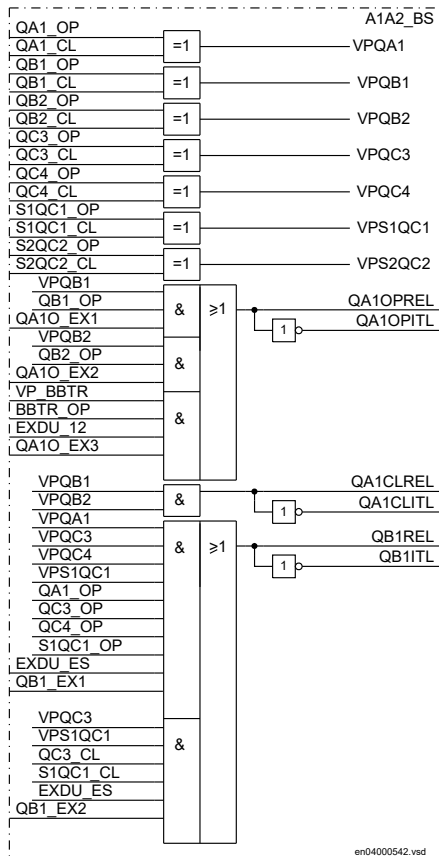 A1A2_BS
QA1_OP
QA1_CL
=1
VPQA1
QB1_OP
QB1_CL
=1
VPQB1
QB2_OP
QB2_CL
=1
VPQB2
QC3_OP
QC3_CL
=1
VPQC3
QC4_OP
QC4_CL
=1
VPQC4
S1QC1_OP
S1QC1_CL
=1
VPS1QC1
S2QC2_OP
S2QC2_CL
=1
VPS2QC2
VPQB1
QB1_OP
QA1O_EX1
&
≥1
QA1OPREL
1
QA1OPITL
VPQB2
QB2_OP
QA1O_EX2
&
VP_BBTR
BBTR_OP
EXDU_12
QA1O_EX3
&
VPQB1
VPQB2
&
QA1CLREL
1
QA1CLITL
VPQA1
VPQC3
VPQC4
VPS1QC1
QA1_OP
QC3_OP
QC4_OP
S1QC1_OP
EXDU_ES
QB1_EX1
&
≥1
QB1REL
1
QB1ITL
VPQC3
VPS1QC1
QC3_CL
S1QC1_CL
EXDU_ES
QB1_EX2
&
en04000542.vsd